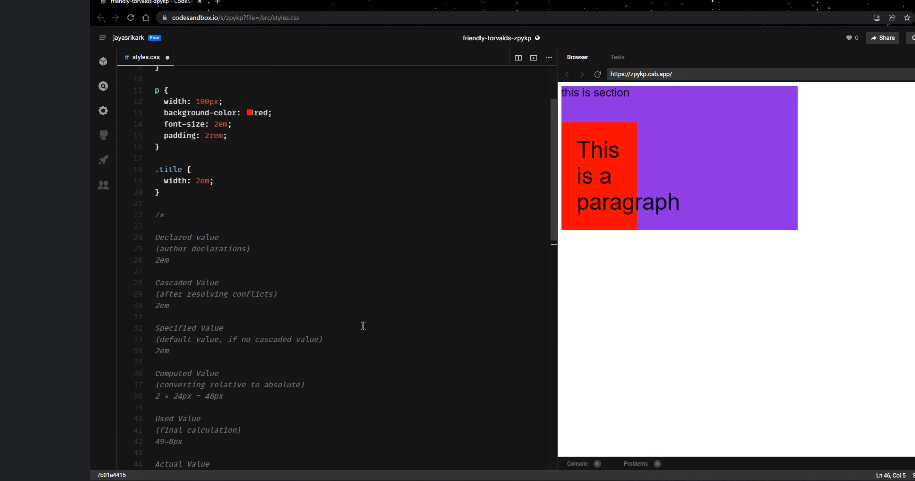 friendly-torvalds-zpykp - CodeS
codesandbox.io/s/zpykp?file=/src/styles.css
jayasrikark
friendly-torvalds-zpykp
0
Share
# styles.css
Browser
Tests
https://zpykp.csb.app/
}
10
11 p {
12 width: 100px;
13 background-color: red;
14 font-size: 2em;
15 padding: 2rem;
16 }
17
18 .title {
19 width: 2em;
20 }
21
22 /*
23
24 Declared value
25 (author declarations)
26 2em
27
28 Cascaded Value
29 (after resolving conflicts)
30 2em
31
32 Specified Value
33 (default value, if no cascaded value)
34 2em
35
36 Computed Value
37 (converting relative to absolute)
38 2 * 24px = 48px
39
40 Used Value
41 (final calculation)
42 49=8px
43
44 Actual Value
this is section
This
is a
paragraph
Console
0
Problems
0
7b01a4415
Ln 46, Col 5